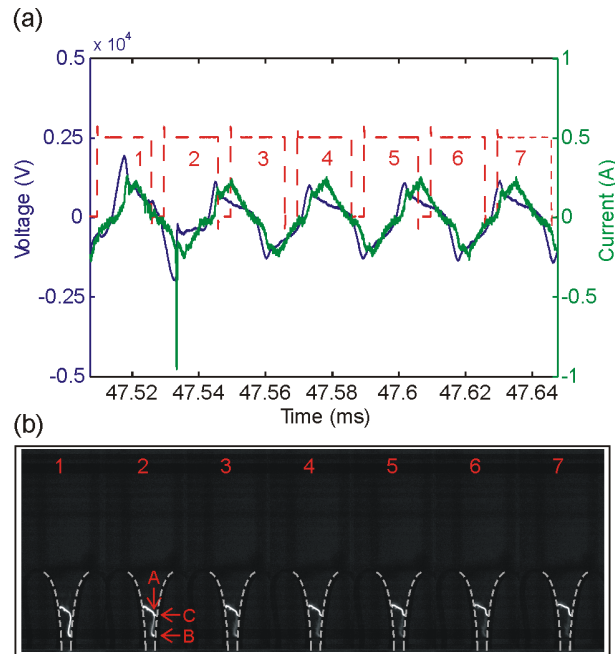 (a)
x 10⁴
0.5
0.25
0
-0.25
-0.5
Voltage (V)
1 2 3 4 5 6 7
1
0.5
0
-0.5
-1
Current (A)
47.52 47.54 47.56 47.58 47.6 47.62 47.64
Time (ms)
(b)
1 2 3 4 5 6 7
A
C
B